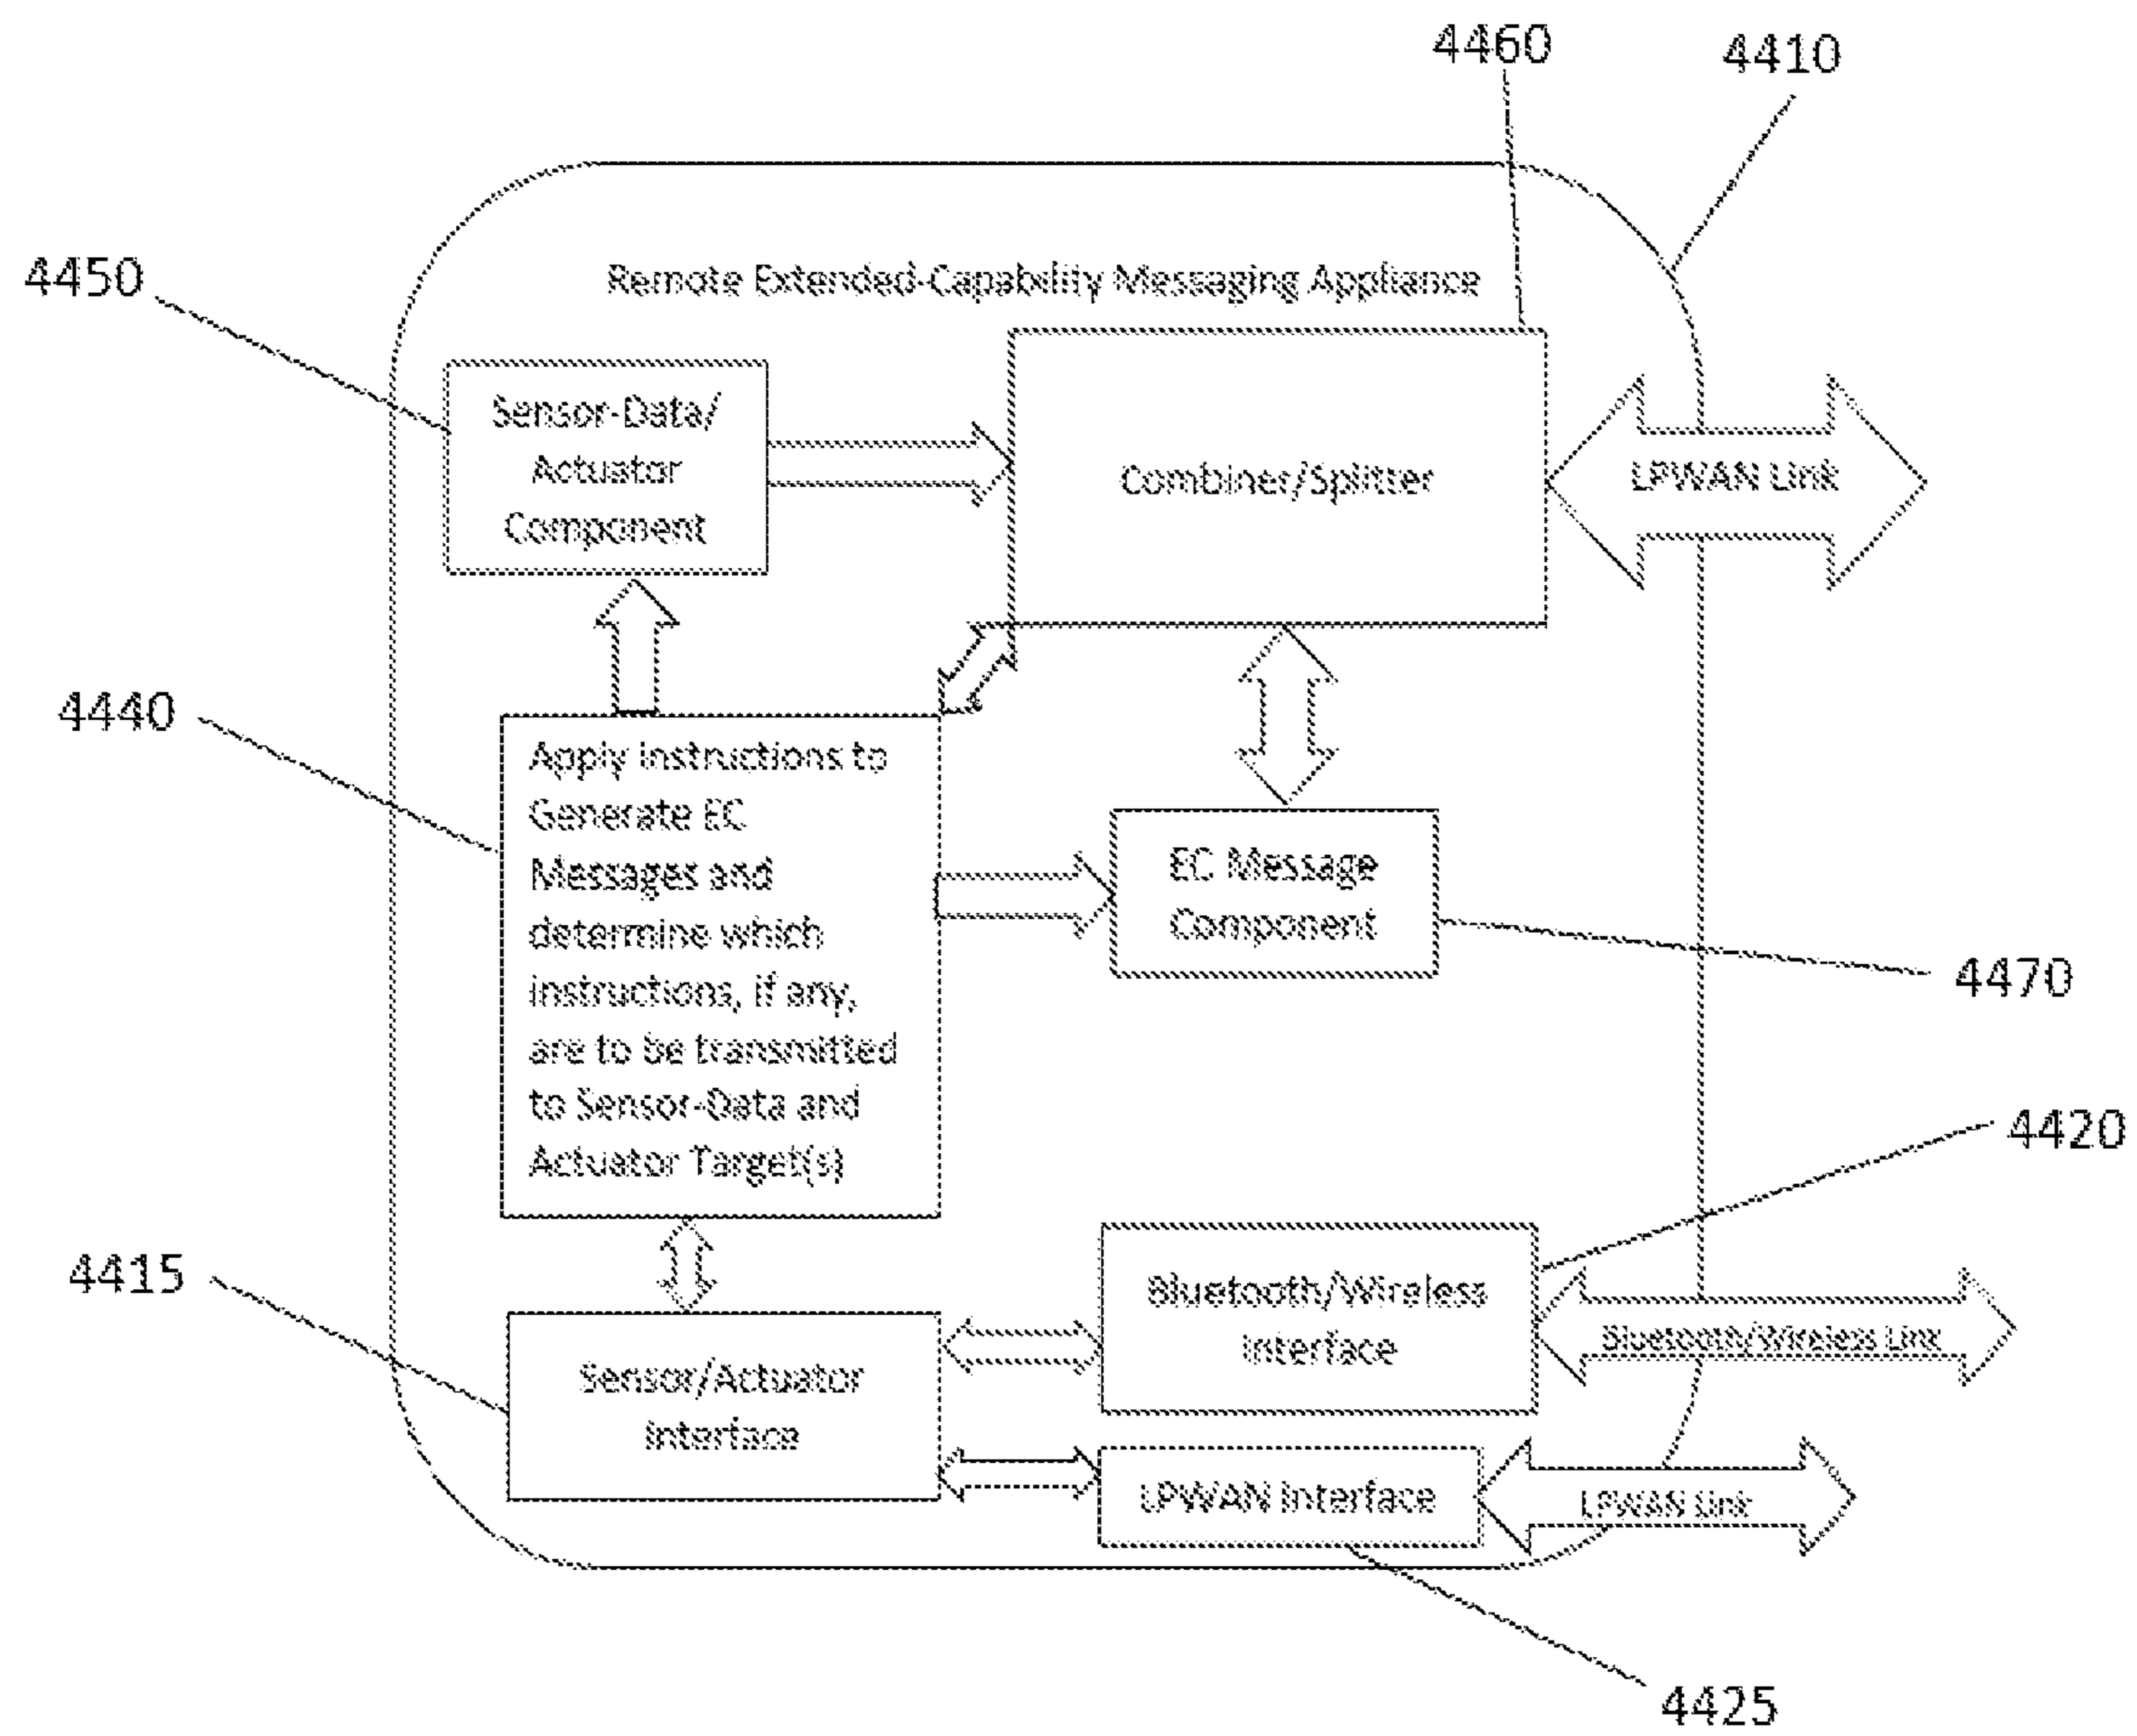 4460
4410
4450
Remote Extended-Capability Messaging Appliance
Sensor-Data/
Actuator
Component
Combiner/Splitter
LPWAN Link
4440
Apply instructions to
Generate EC
Messages and
determine which
instructions, if any,
are to be transmitted
to Sensor-Data and
Actuator Target(s)
EC Message
Component
4470
4420
4415
Sensor/Actuator
Interface
Bluetooth/Wireless
Interface
Bluetooth/Wireless Link
LPWAN Interface
LPWAN Link
4425